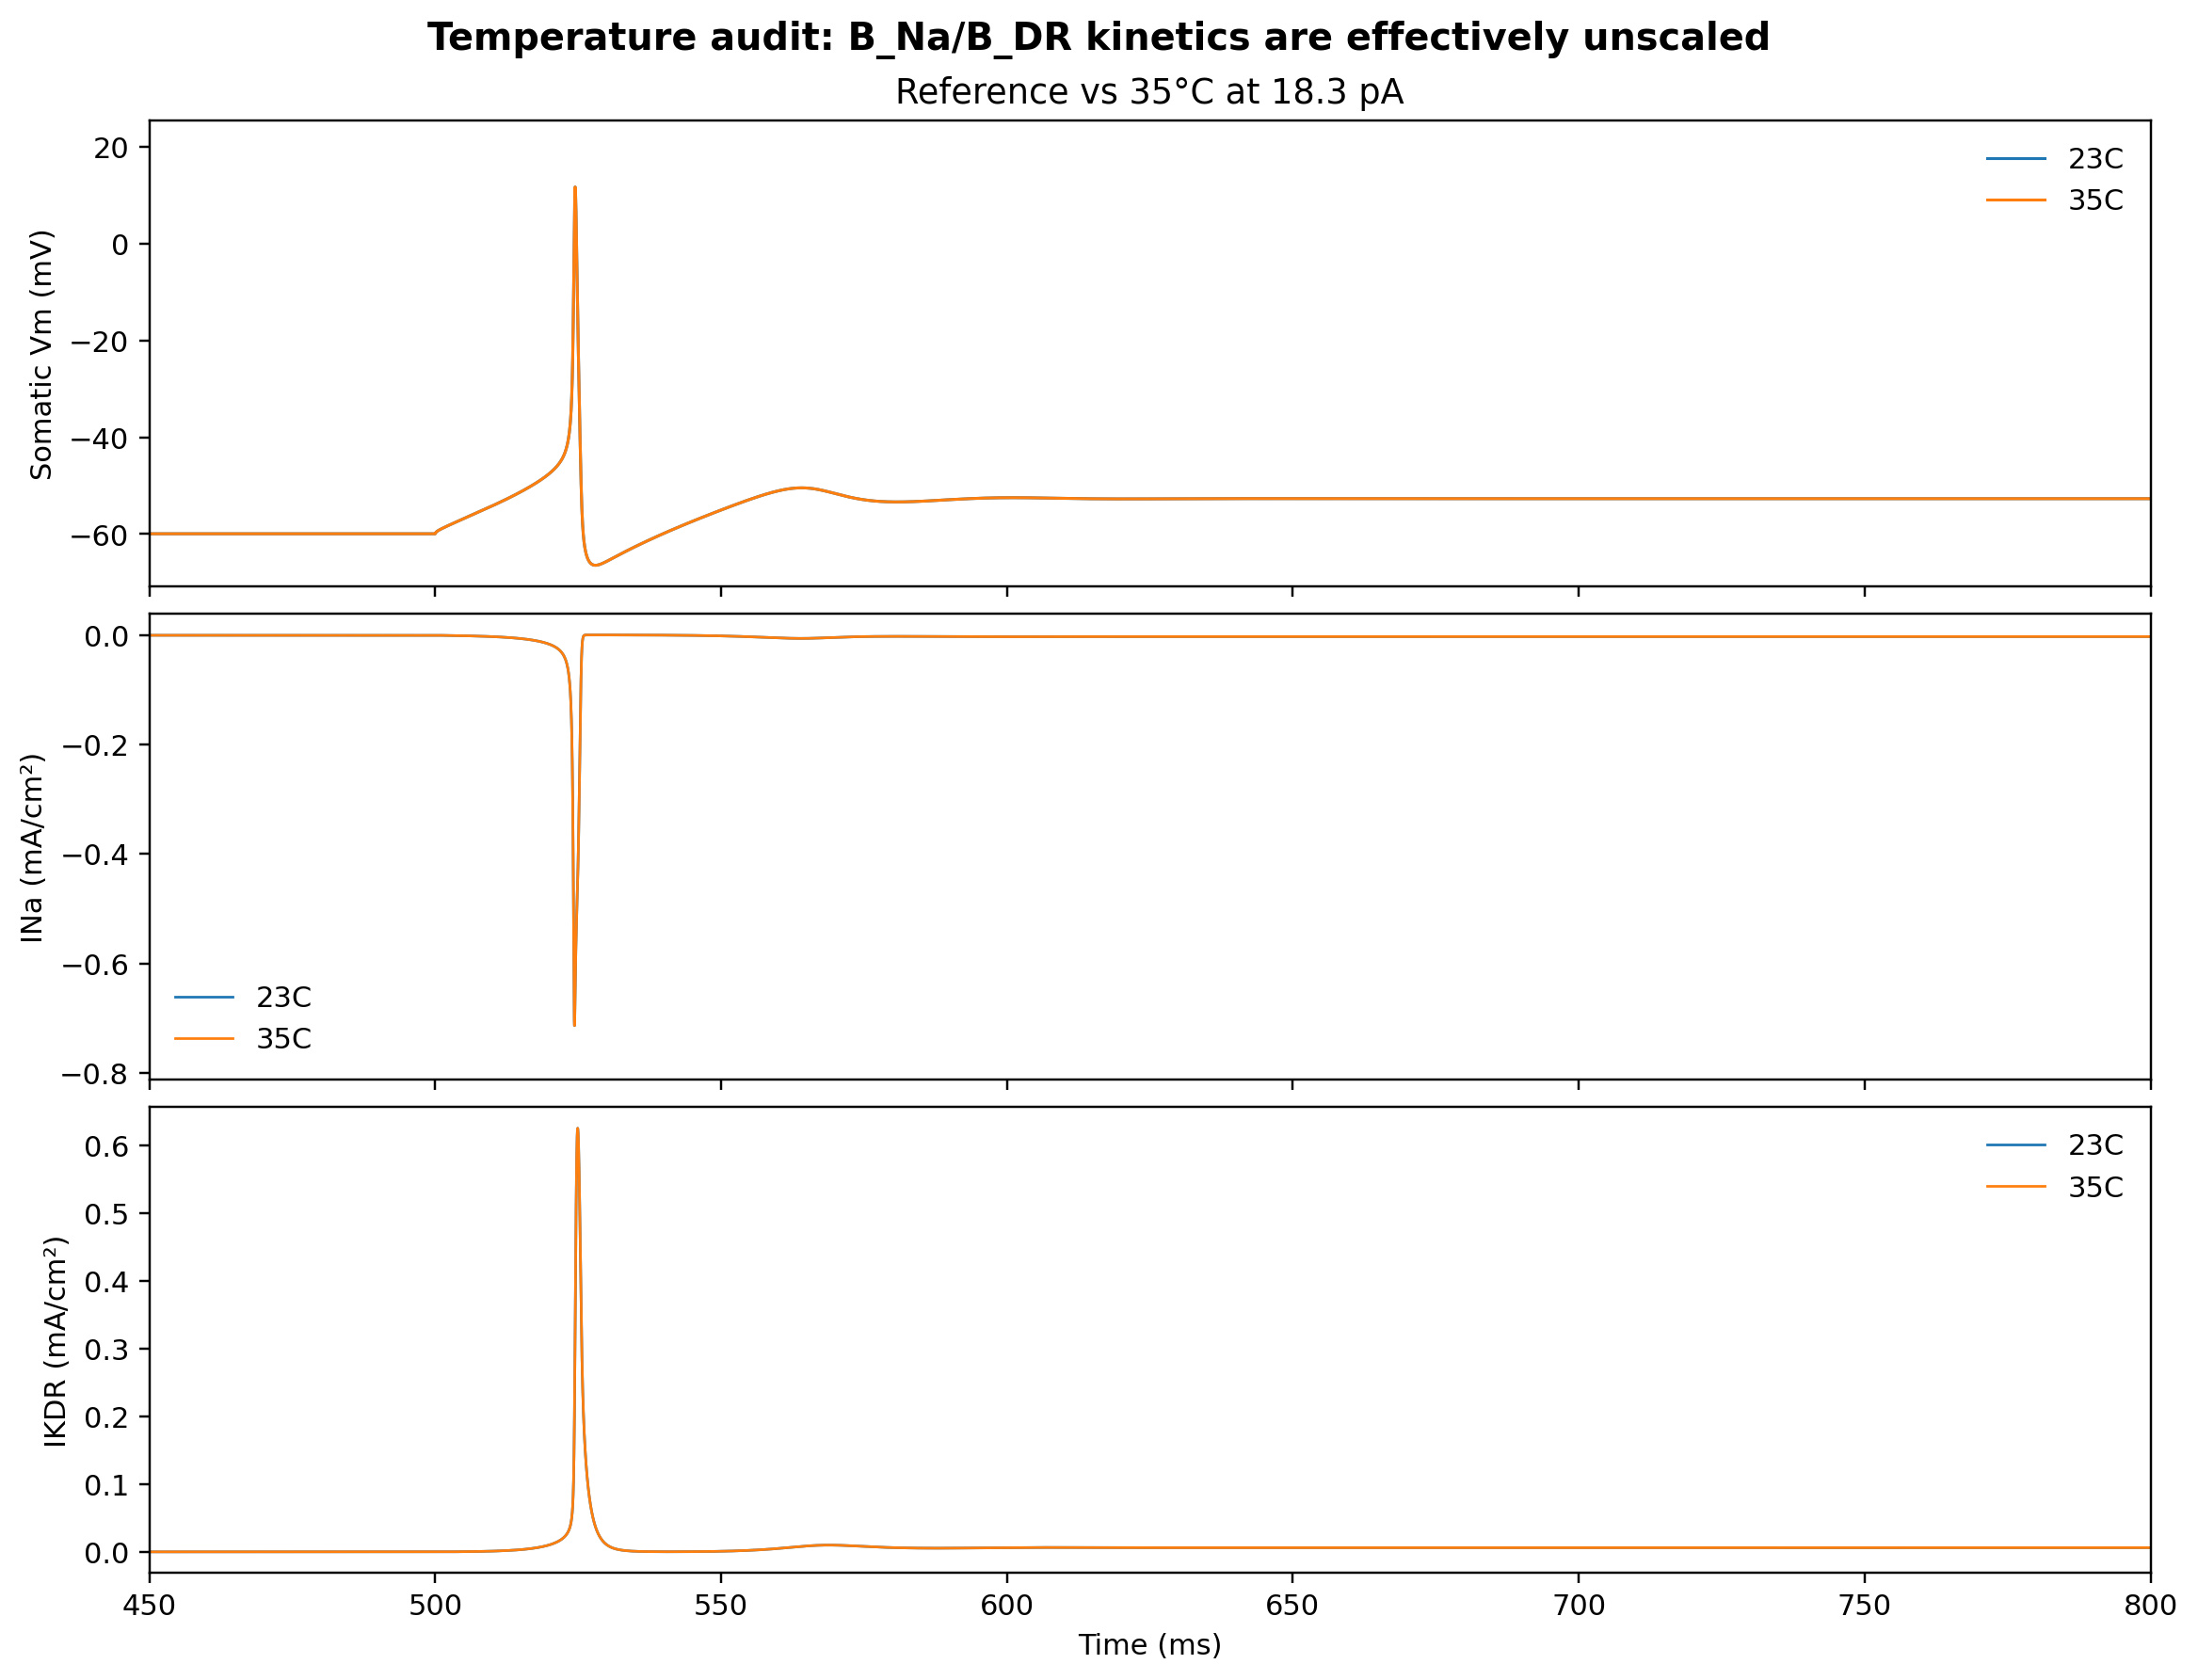 Temperature audit: B_Na/B_DR kinetics are effectively unscaled
Reference vs 35°C at 18.3 pA
Somatic Vm (mV)
20
0
−20
−40
−60
23C
35C
INa (mA/cm²)
0.0
−0.2
−0.4
−0.6
−0.8
23C
35C
IKDR (mA/cm²)
0.6
0.5
0.4
0.3
0.2
0.1
0.0
23C
35C
450 500 550 600 650 700 750 800
Time (ms)